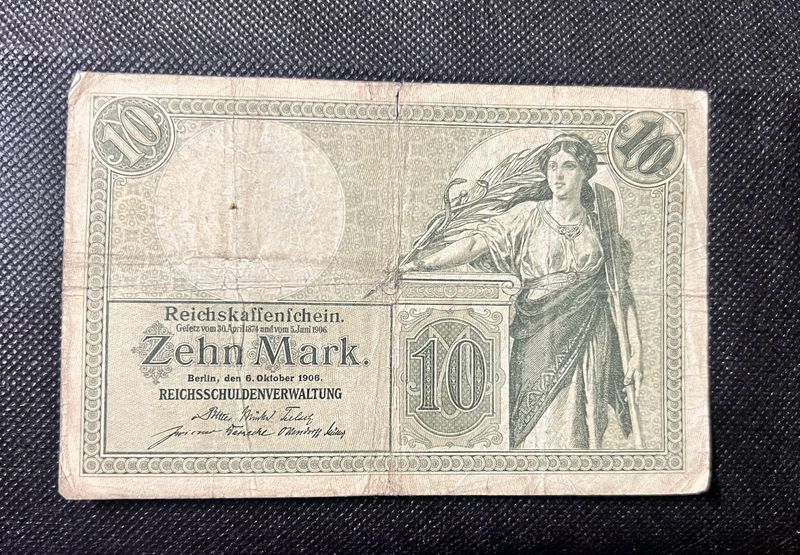 10
10
Reichskaſſenſchein.
Geſetz vom 30. April 1874 und vom 5. Juni 1906
Zehn Mark.
Berlin, den 6. Oktober 1906.
REICHSSCHULDENVERWALTUNG
10